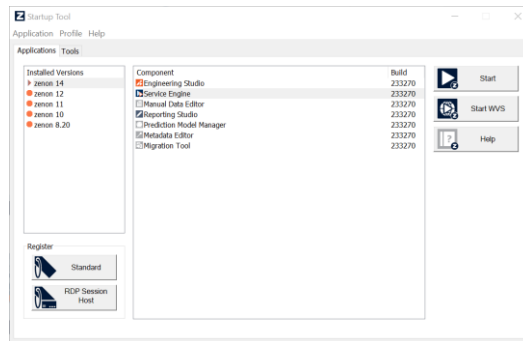 Startup Tool
Application Profile Help
Applications Tools
Installed Versions
zenon 14
zenon 12
zenon 11
zenon 10
zenon 8.20
Component Build
Engineering Studio 233270
Service Engine 233270
Manual Data Editor 233270
Reporting Studio 233270
Prediction Model Manager 233270
Metadata Editor 233270
Migration Tool 233270
Start
Start WVS
Help
Register
Standard
RDP Session
Host